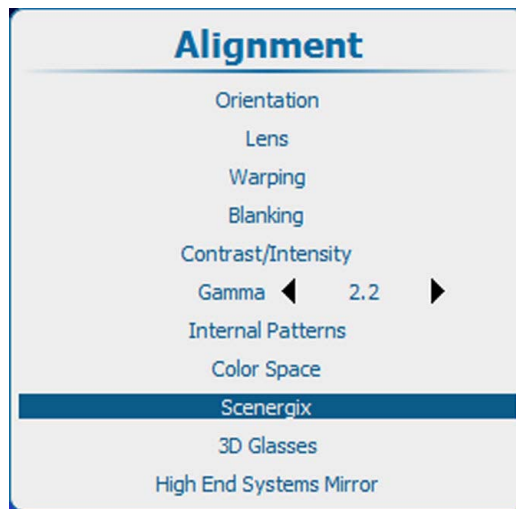 Alignment
Orientation
Lens
Warping
Blanking
Contrast/Intensity
Gamma 2.2
Internal Patterns
Color Space
Scenergix
3D Glasses
High End Systems Mirror